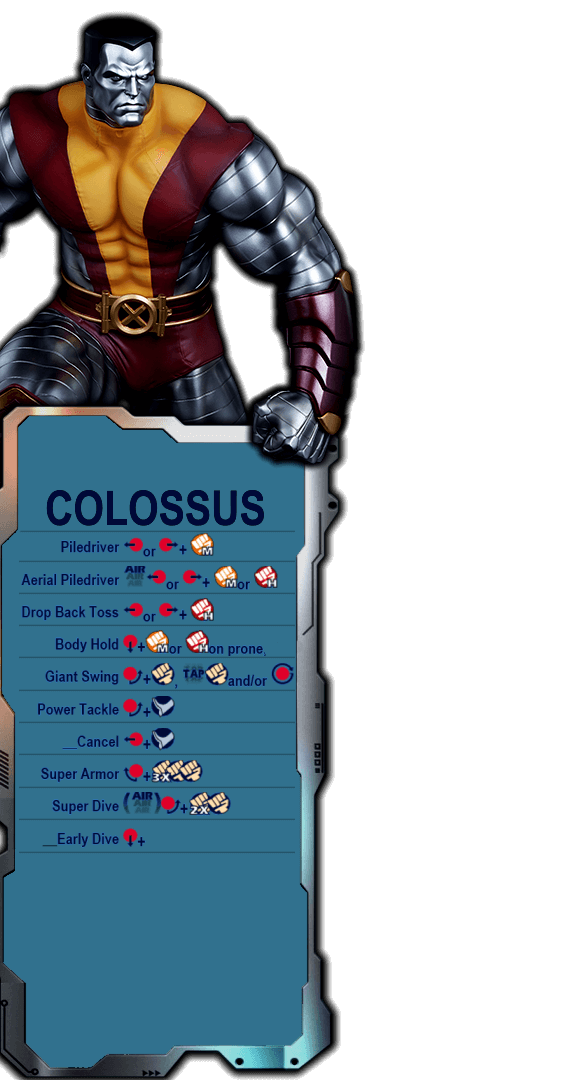 COLOSSUS
Piledriver or + M
Aerial Piledriver AIR or + M or H
Drop Back Toss or + H
Body Hold + M or H on prone,
Giant Swing + , TAP and/or
Power Tackle +
__Cancel +
Super Armor + 3-X
Super Dive (AIR) + 2-X
__Early Dive +